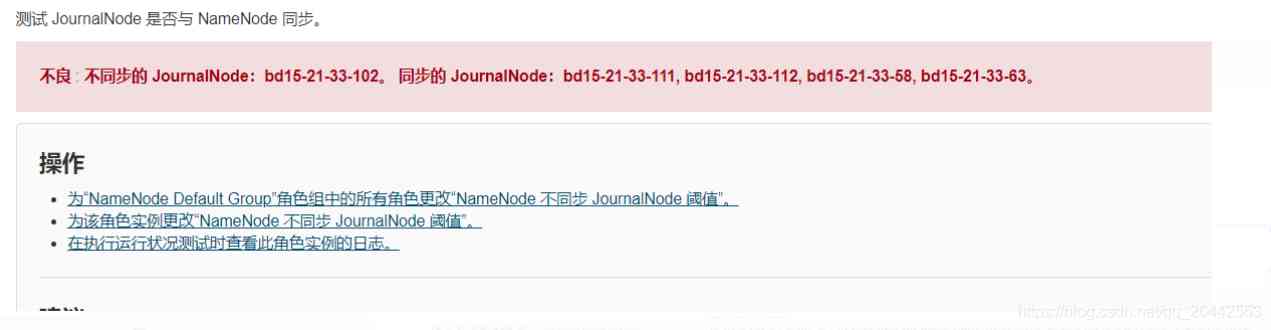 测试 JournalNode 是否与 NameNode 同步。
不良 : 不同步的 JournalNode：bd15-21-33-102。 同步的 JournalNode：bd15-21-33-111, bd15-21-33-112, bd15-21-33-58, bd15-21-33-63。
操作
为“NameNode Default Group”角色组中的所有角色更改“NameNode 不同步 JournalNode 阈值”。
为该角色实例更改“NameNode 不同步 JournalNode 阈值”。
在执行运行状况测试时查看此角色实例的日志。
https://blog.csdn.net/qq_20442563